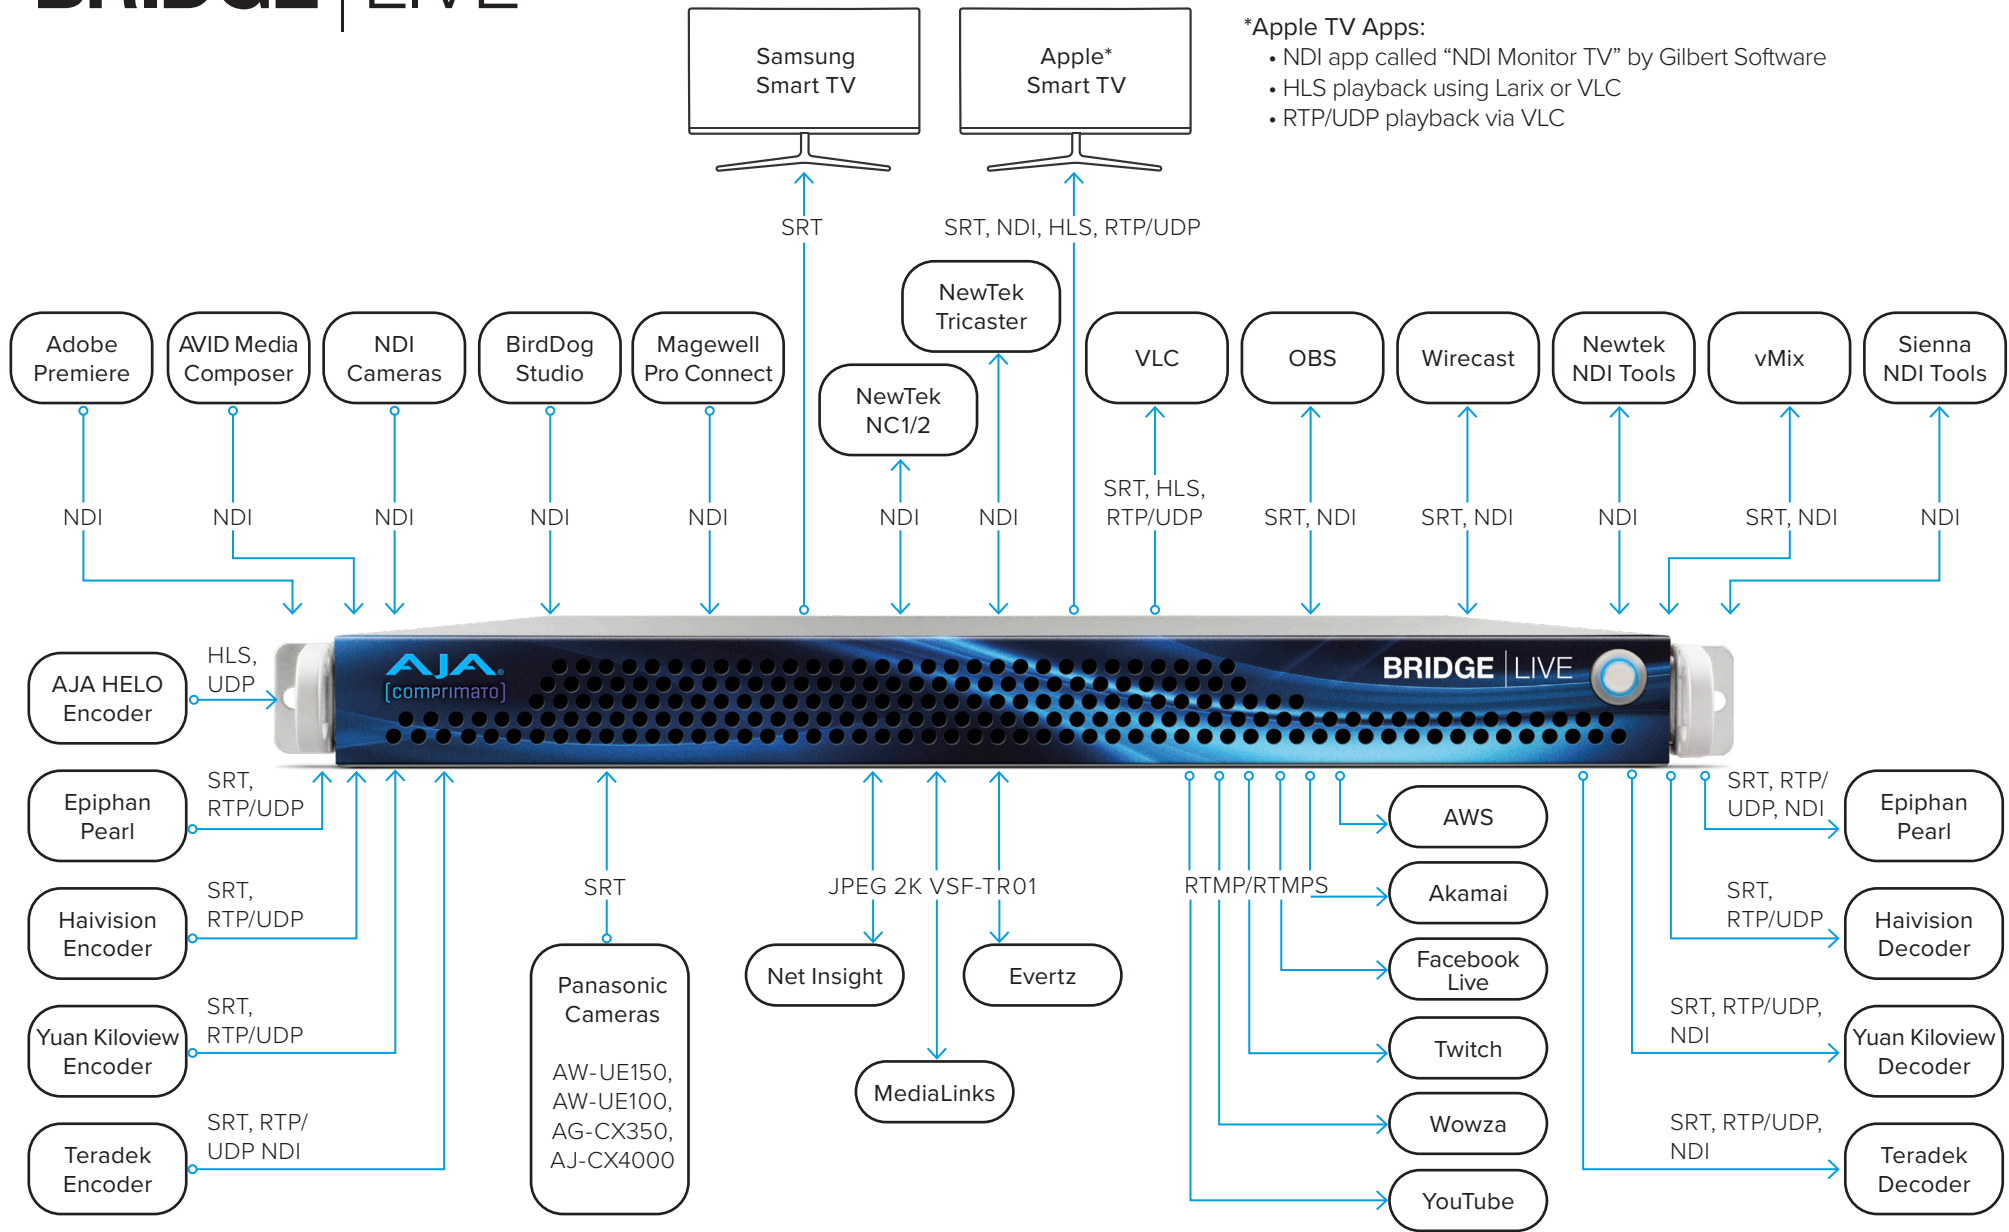 BRIDGE | LIVE
Samsung
Smart TV
Apple*
Smart TV
*Apple TV Apps:
• NDI app called “NDI Monitor TV” by Gilbert Software
• HLS playback using Larix or VLC
• RTP/UDP playback via VLC
SRT
SRT, NDI, HLS, RTP/UDP
Adobe
Premiere
AVID Media
Composer
NDI
Cameras
BirdDog
Studio
Magewell
Pro Connect
NewTek
NC1/2
NewTek
Tricaster
VLC
OBS
Wirecast
Newtek
NDI Tools
vMix
Sienna
NDI Tools
NDI
NDI
NDI
NDI
NDI
NDI
NDI
SRT, HLS,
RTP/UDP
SRT, NDI
SRT, NDI
NDI
SRT, NDI
NDI
AJA
[comprimato]
BRIDGE | LIVE
AJA HELO
Encoder
HLS,
UDP
Epiphan
Pearl
SRT,
RTP/UDP
Haivision
Encoder
SRT,
RTP/UDP
Yuan Kiloview
Encoder
SRT,
RTP/UDP
Teradek
Encoder
SRT, RTP/
UDP NDI
SRT
Panasonic
Cameras
AW-UE150,
AW-UE100,
AG-CX350,
AJ-CX4000
JPEG 2K VSF-TR01
Net Insight
Evertz
MediaLinks
RTMP/RTMPS
AWS
Akamai
Facebook
Live
Twitch
Wowza
YouTube
SRT, RTP/
UDP, NDI
Epiphan
Pearl
SRT,
RTP/UDP
Haivision
Decoder
SRT, RTP/UDP,
NDI
Yuan Kiloview
Decoder
SRT, RTP/UDP,
NDI
Teradek
Decoder